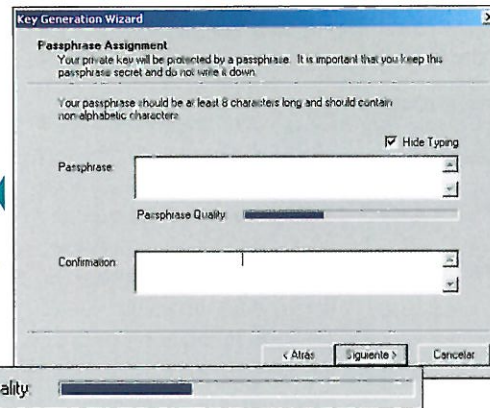 Key Generation Wizard
Passphrase Assignment
Your private key will be protected by a passphrase. It is important that you keep this
passphrase secret and do not write it down.
Your passphrase should be at least 8 characters long and should contain
non-alphabetic characters.
Hide Typing
Passphrase:
Passphrase Quality:
Confirmation:
< Atrás
Siguiente >
Cancelar
ality: